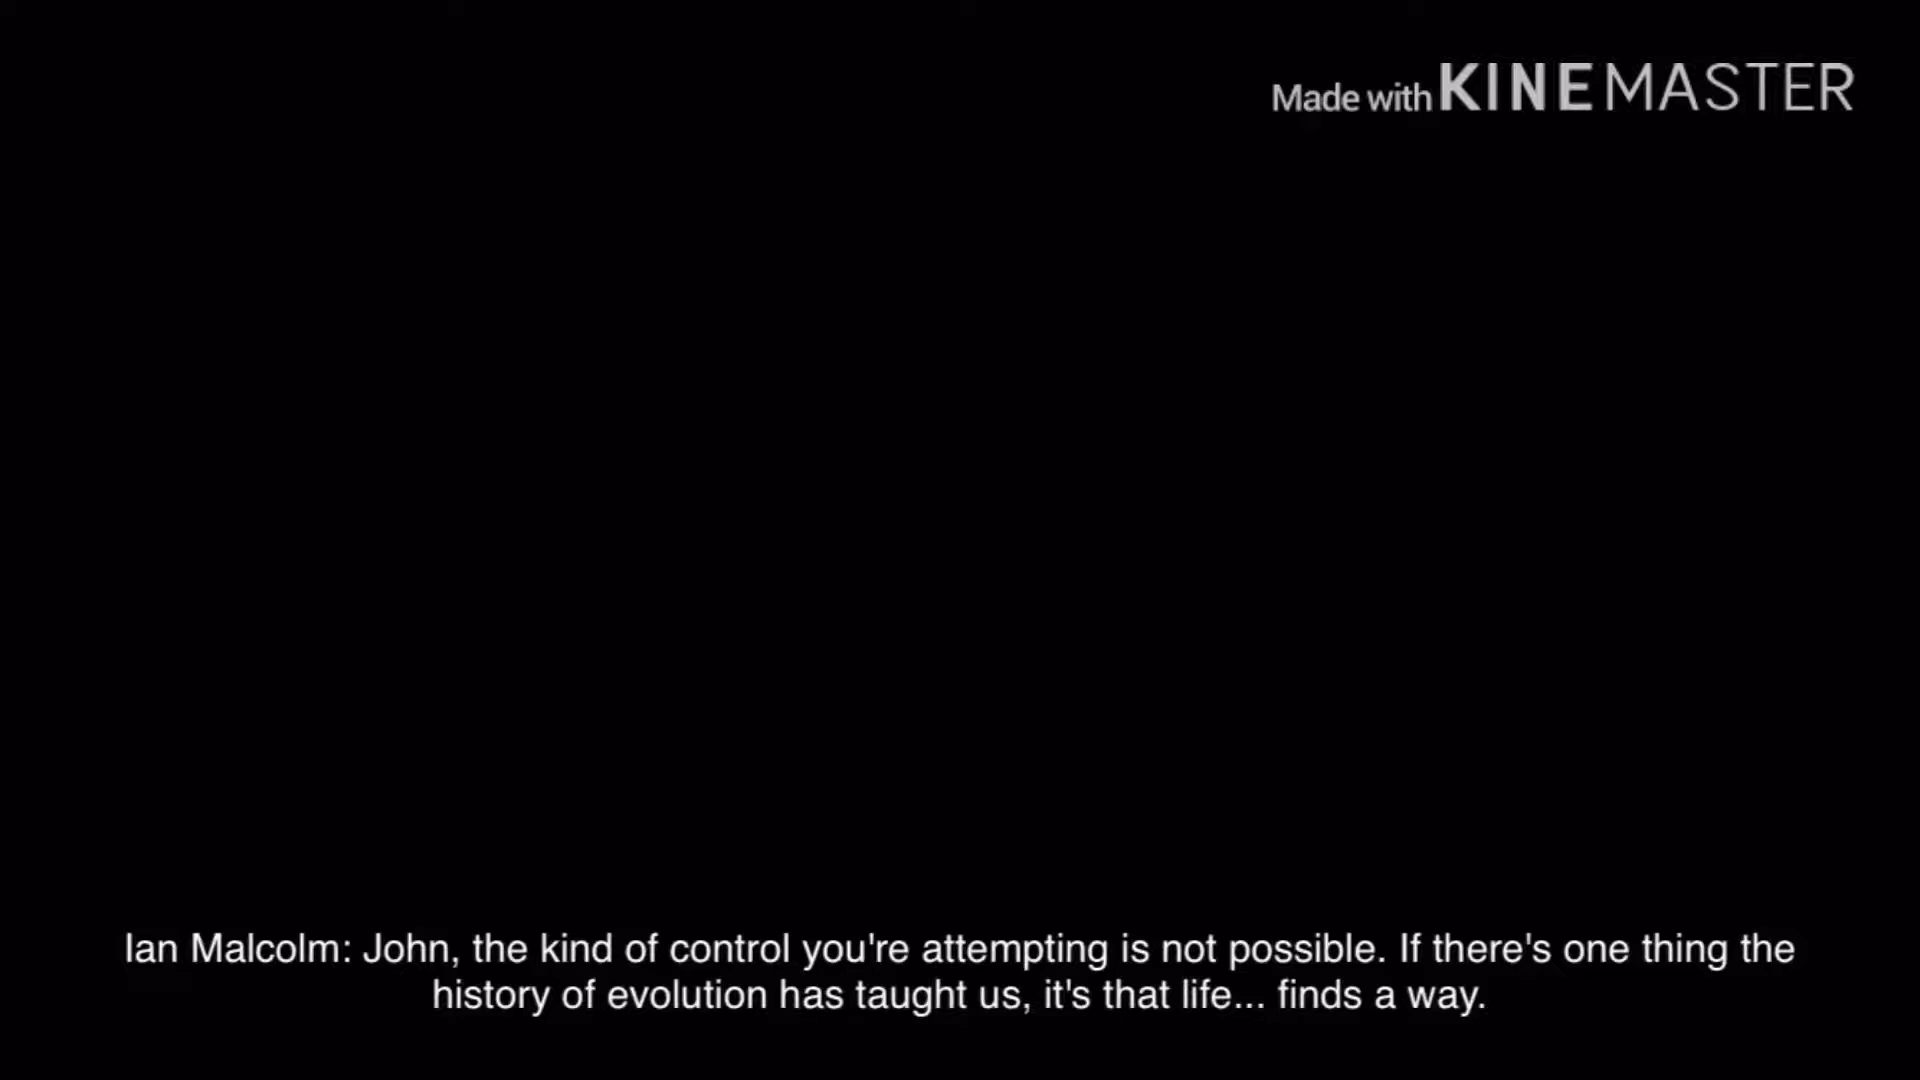 Made with KINEMASTER
Ian Malcolm: John, the kind of control you're attempting is not possible. If there's one thing the
history of evolution has taught us, it's that life... finds a way.